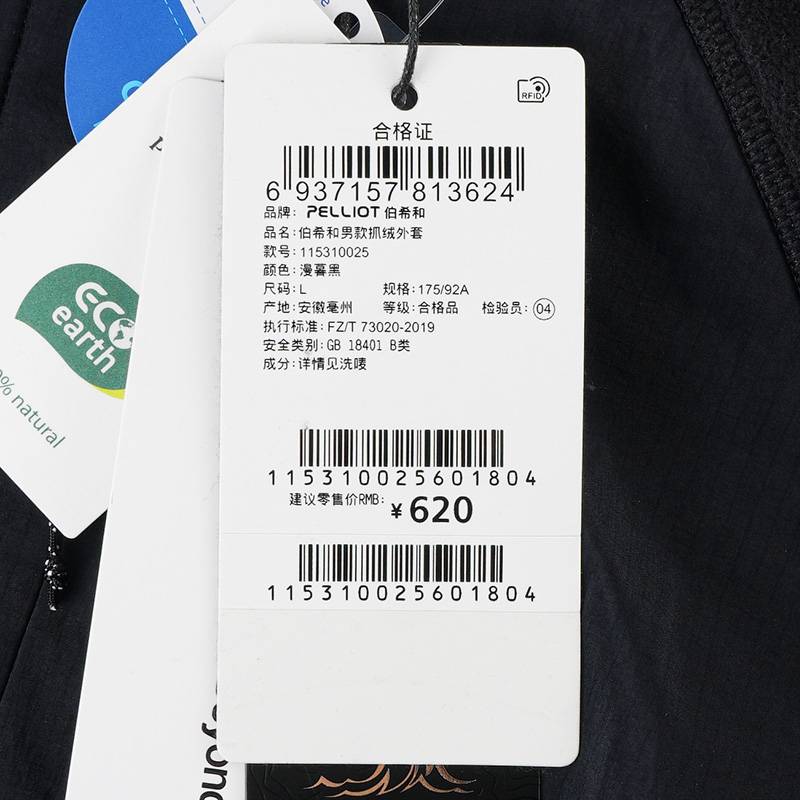 RFID
合格证
6 937157 813624
品牌: PELLIOT 伯希和
品名: 伯希和男款抓绒外套
款号: 115310025
颜色: 漫暮黑
尺码: L 规格: 175/92A
产地: 安徽亳州 等级: 合格品 检验员: 04
执行标准: FZ/T 73020-2019
安全类别: GB 18401 B类
成分: 详情见洗唛
115310025601804
建议零售价RMB: ¥620
115310025601804
ECO
earth
% natural